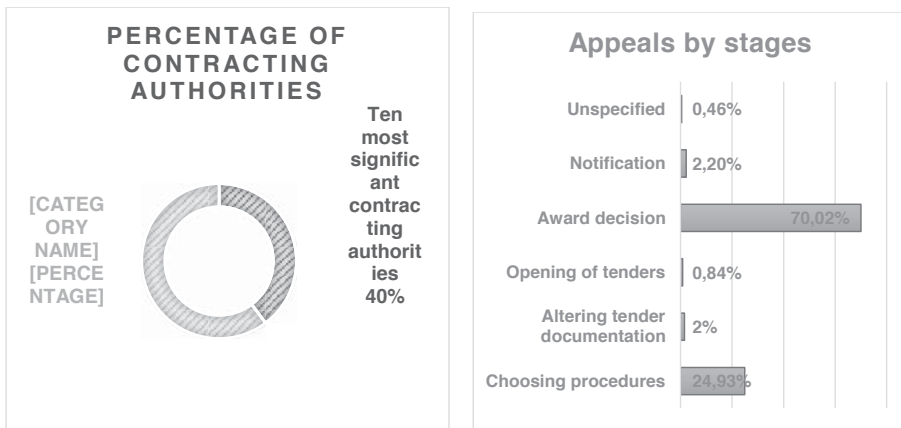 PERCENTAGE OF
CONTRACTING
AUTHORITIES
Ten
most
signific
ant
contrac
ting
authorit
ies
40%
[CATEG
ORY
NAME]
[PERCE
NTAGE]
Appeals by stages
Unspecified 0,46%
Notification 2,20%
Award decision 70,02%
Opening of tenders 0,84%
Altering tender
documentation 2%
Choosing procedures 24,93%